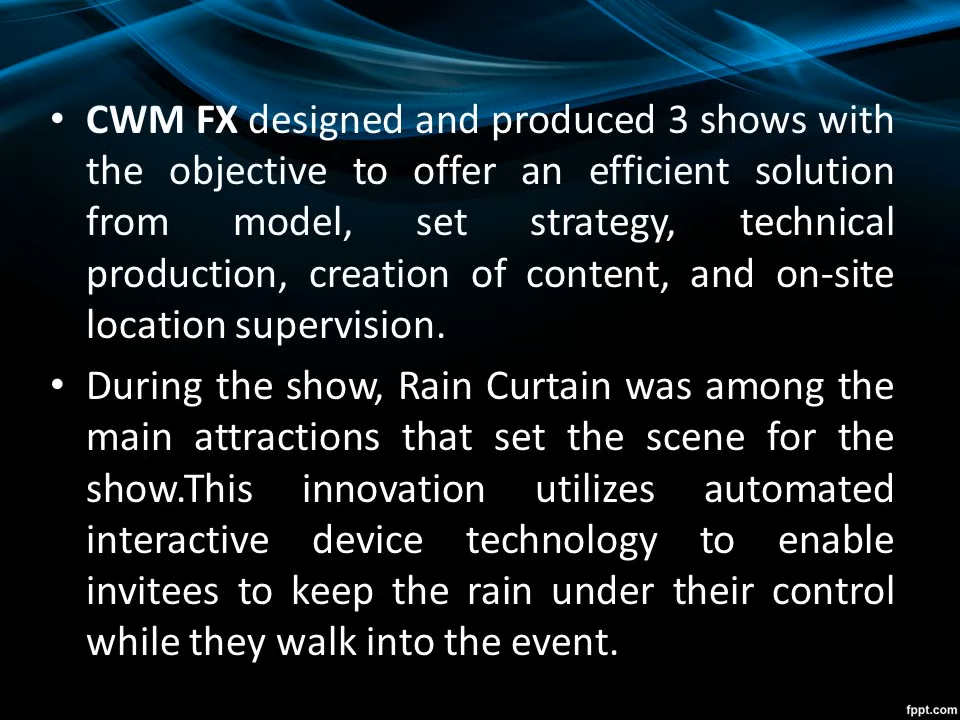 • CWM FX designed and produced 3 shows with
the objective to offer an efficient solution
from model, set strategy, technical
production, creation of content, and on-site
location supervision.
• During the show, Rain Curtain was among the
main attractions that set the scene for the
show.This innovation utilizes automated
interactive device technology to enable
invitees to keep the rain under their control
while they walk into the event.
fppt.com